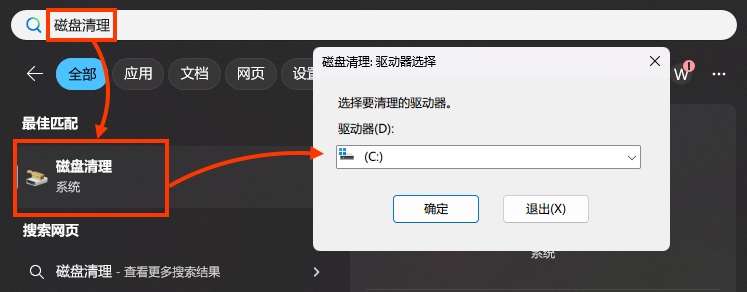 磁盘清理
全部
应用
文档
网页
设
W
最佳匹配
磁盘清理
系统
搜索网页
磁盘清理 - 查看更多搜索结果
磁盘清理: 驱动器选择
选择要清理的驱动器。
驱动器(D):
(C:)
确定
退出(X)
系统